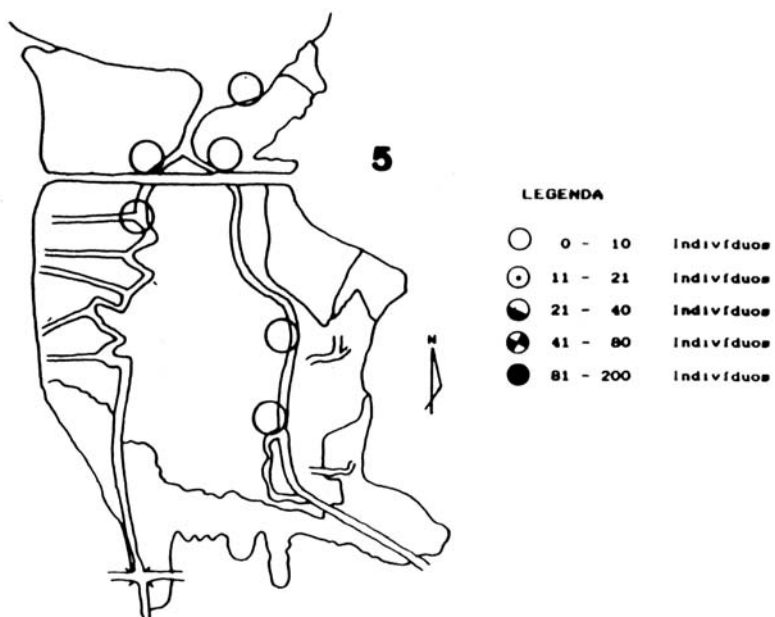 5
LEGENDA
0 - 10 Indivíduos
11 - 21 Indivíduos
21 - 40 Indivíduos
N
41 - 80 Indivíduos
81 - 200 Indivíduos